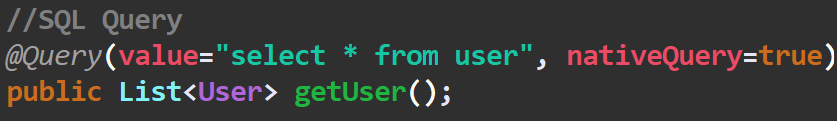 //SQL Query
@Query(value="select * from user", nativeQuery=true)
public List<User> getUser();